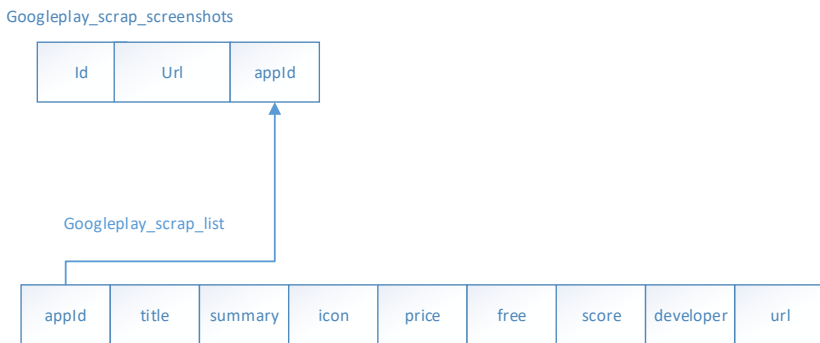 Googleplay_scrap_screenshots
Id Url appId
Googleplay_scrap_list
appId title summary icon price free score developer url